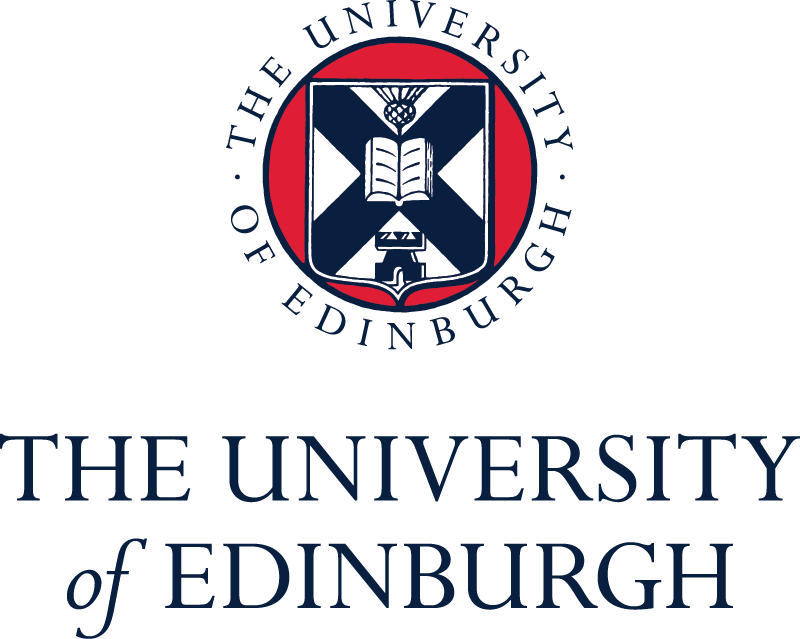 THE UNIVERSITY
· OF EDINBURGH ·
THE UNIVERSITY
of EDINBURGH